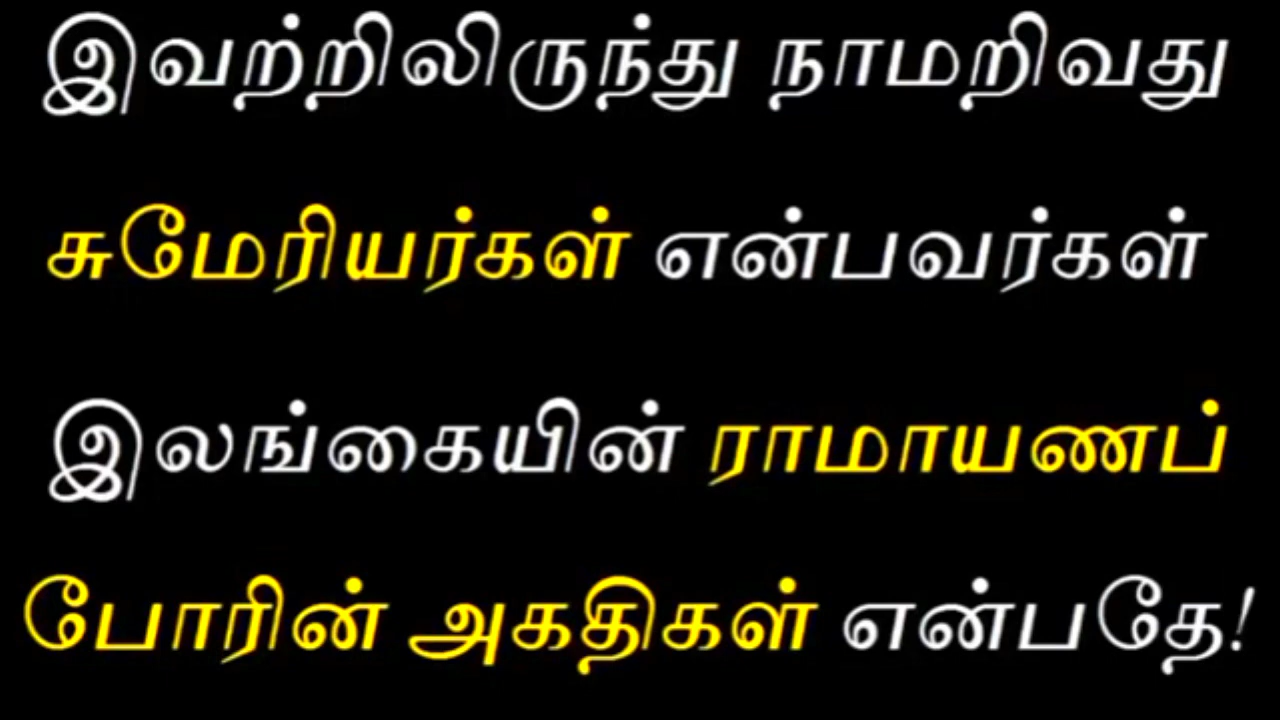 இவற்றிலிருந்து நாமறிவது
சுமேரியர்கள் என்பவர்கள்
இலங்கையின் ராமாயணப்
போரின் அகதிகள் என்பதே!